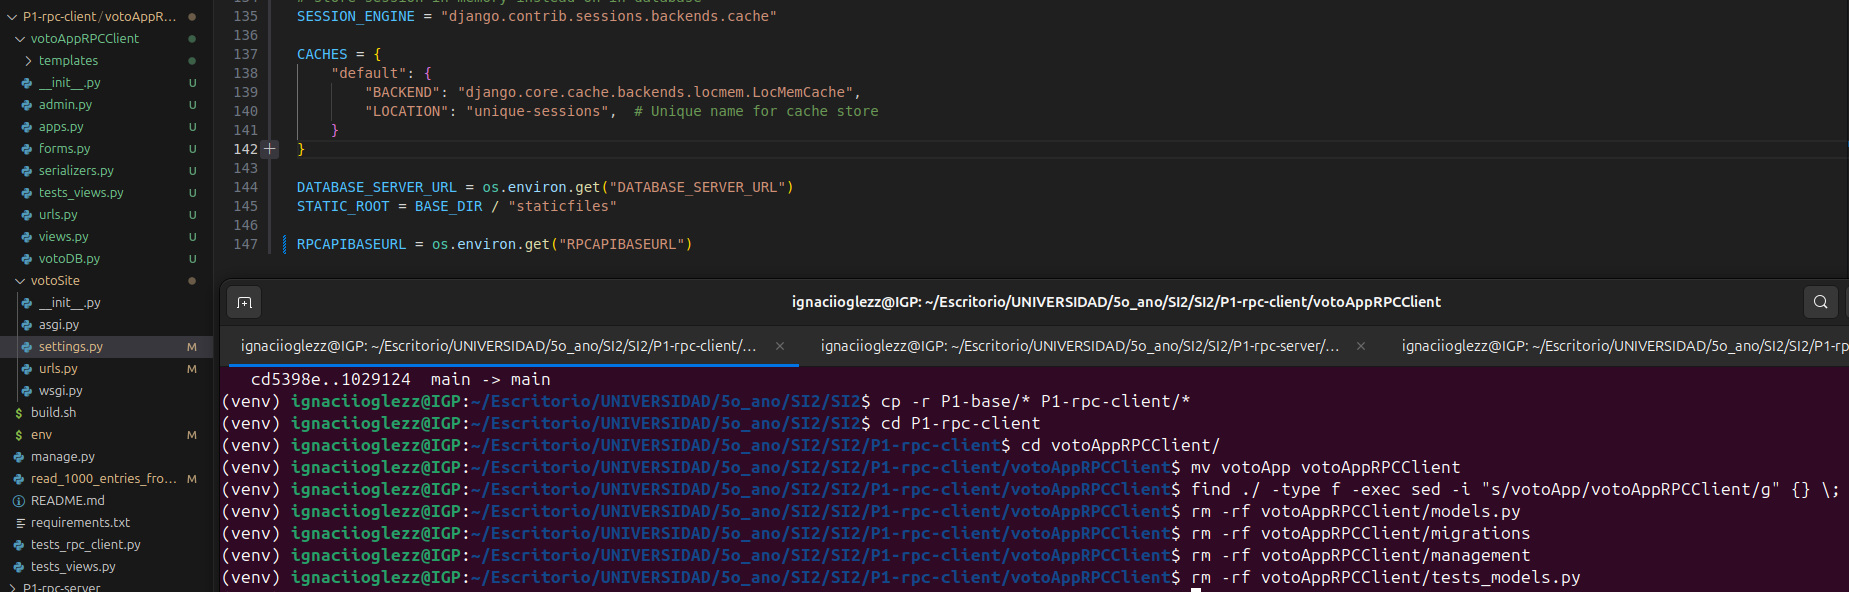 P1-rpc-client/votoAppR...
votoAppRPCClient
templates
__init__.py U
admin.py U
apps.py U
forms.py U
serializers.py U
tests_views.py U
urls.py U
views.py U
votoDB.py U
votoSite
__init__.py
asgi.py
settings.py M
urls.py M
wsgi.py
$ build.sh
$ env M
manage.py
read_1000_entries_fro... M
README.md
requirements.txt
tests_rpc_client.py
tests_views.py
P1-rpc-server
135 SESSION_ENGINE = "django.contrib.sessions.backends.cache"
136
137 CACHES = {
138 "default": {
139 "BACKEND": "django.core.cache.backends.locmem.LocMemCache",
140 "LOCATION": "unique-sessions", # Unique name for cache store
141 }
142 }
143
144 DATABASE_SERVER_URL = os.environ.get("DATABASE_SERVER_URL")
145 STATIC_ROOT = BASE_DIR / "staticfiles"
146
147 RPCAPIBASEURL = os.environ.get("RPCAPIBASEURL")
ignaciioglezz@IGP: ~/Escritorio/UNIVERSIDAD/5o_ano/SI2/SI2/P1-rpc-client/votoAppRPCClient
ignaciioglezz@IGP: ~/Escritorio/UNIVERSIDAD/5o_ano/SI2/SI2/P1-rpc-client/... ignaciioglezz@IGP: ~/Escritorio/UNIVERSIDAD/5o_ano/SI2/SI2/P1-rpc-server/... ignaciioglezz@IGP: ~/Escritorio/UNIVERSIDAD/5o_ano/SI2/SI2/P1-rp
cd5398e..1029124 main -> main
(venv) ignaciioglezz@IGP:~/Escritorio/UNIVERSIDAD/5o_ano/SI2/SI2$ cp -r P1-base/* P1-rpc-client/*
(venv) ignaciioglezz@IGP:~/Escritorio/UNIVERSIDAD/5o_ano/SI2/SI2$ cd P1-rpc-client
(venv) ignaciioglezz@IGP:~/Escritorio/UNIVERSIDAD/5o_ano/SI2/SI2/P1-rpc-client$ cd votoAppRPCClient/
(venv) ignaciioglezz@IGP:~/Escritorio/UNIVERSIDAD/5o_ano/SI2/SI2/P1-rpc-client/votoAppRPCClient$ mv votoApp votoAppRPCClient
(venv) ignaciioglezz@IGP:~/Escritorio/UNIVERSIDAD/5o_ano/SI2/SI2/P1-rpc-client/votoAppRPCClient$ find ./ -type f -exec sed -i "s/votoApp/votoAppRPCClient/g" {} \;
(venv) ignaciioglezz@IGP:~/Escritorio/UNIVERSIDAD/5o_ano/SI2/SI2/P1-rpc-client/votoAppRPCClient$ rm -rf votoAppRPCClient/models.py
(venv) ignaciioglezz@IGP:~/Escritorio/UNIVERSIDAD/5o_ano/SI2/SI2/P1-rpc-client/votoAppRPCClient$ rm -rf votoAppRPCClient/migrations
(venv) ignaciioglezz@IGP:~/Escritorio/UNIVERSIDAD/5o_ano/SI2/SI2/P1-rpc-client/votoAppRPCClient$ rm -rf votoAppRPCClient/management
(venv) ignaciioglezz@IGP:~/Escritorio/UNIVERSIDAD/5o_ano/SI2/SI2/P1-rpc-client/votoAppRPCClient$ rm -rf votoAppRPCClient/tests_models.py